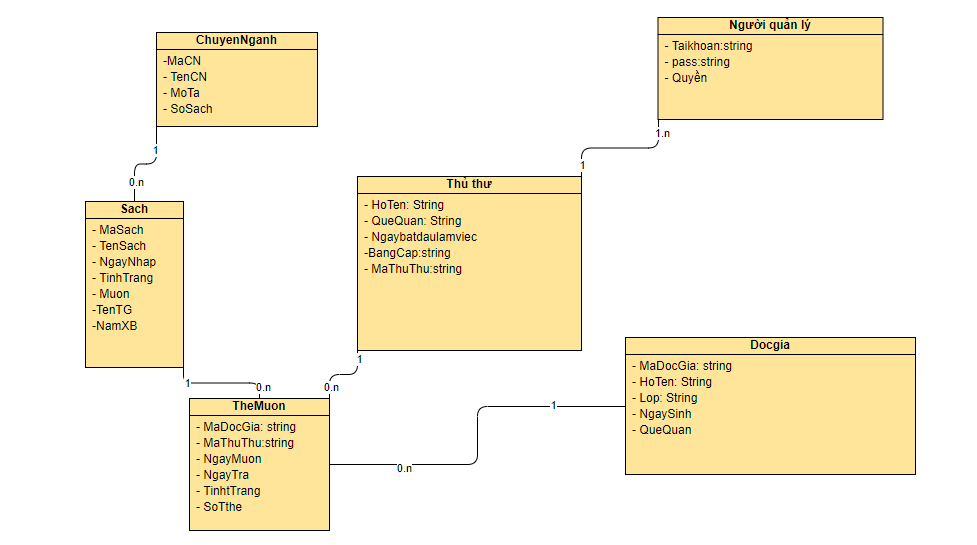 ChuyenNganh
-MaCN
- TenCN
- MoTa
- SoSach
Người quản lý
- Taikhoan:string
- pass:string
- Quyền
1
0.n
1.n
1
Sach
- MaSach
- TenSach
- NgayNhap
- TinhTrang
- Muon
-TenTG
-NamXB
Thủ thư
- HoTen: String
- QueQuan: String
- Ngaybatdaulamviec
-BangCap:string
- MaThuThu:string
1
0.n
1
0.n
TheMuon
- MaDocGia: string
- MaThuThu:string
- NgayMuon
- NgayTra
- TinhtTrang
- SoTthe
Docgia
- MaDocGia: string
- HoTen: String
- Lop: String
- NgaySinh
- QueQuan
1
0.n